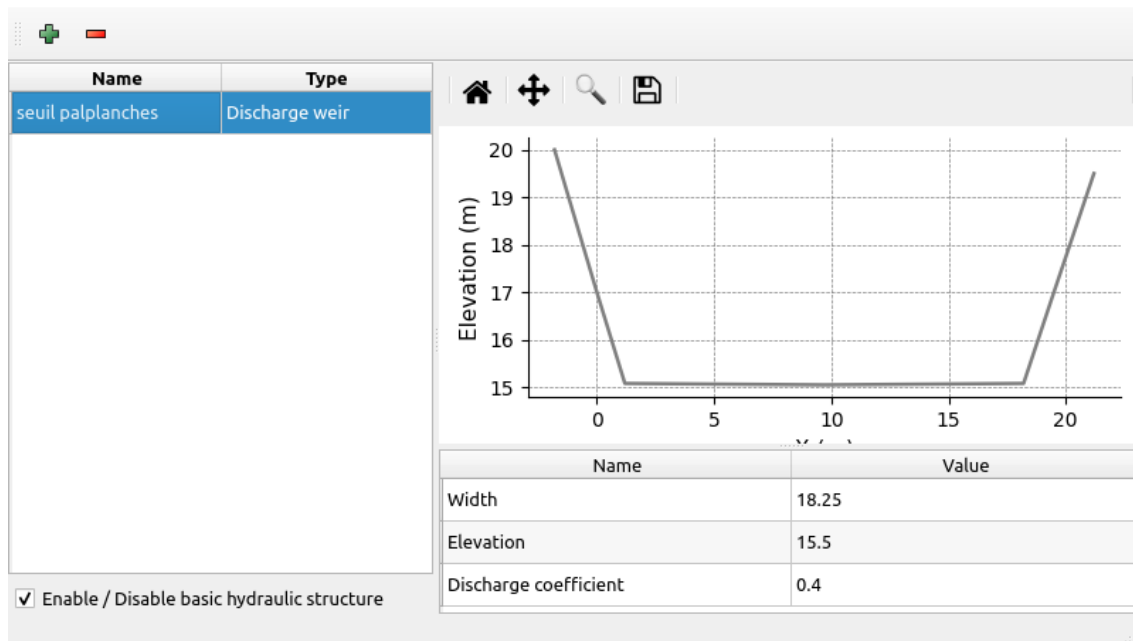 Name Type
seuil palplanches Discharge weir
Enable / Disable basic hydraulic structure
Elevation (m)
20
19
18
17
16
15
0 5 10 15 20
Name Value
Width 18.25
Elevation 15.5
Discharge coefficient 0.4